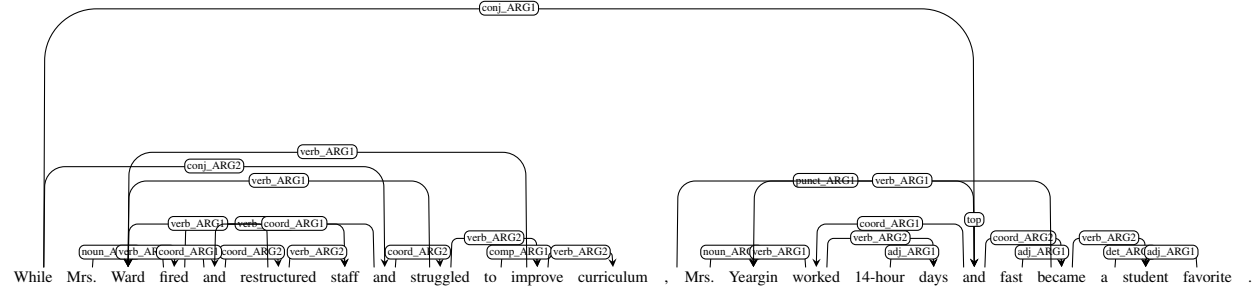 conj_ARG1
verb_ARG1
conj_ARG2
verb_ARG1 punct_ARG1 verb_ARG1
top
verb_ARG1 coord_ARG1 coord_ARG1
verb_ARG2 verb_ARG2 coord_ARG2 verb_ARG2
coord_ARG1 coord_ARG2 verb_ARG2 coord_ARG2 comp_ARG1 verb_ARG2 verb_ARG1 adj_ARG1 adj_ARG1 adj_ARG1
While Mrs. Ward fired and restructured staff and struggled to improve curriculum , Mrs. Yeargin worked 14-hour days and fast became a student favorite .